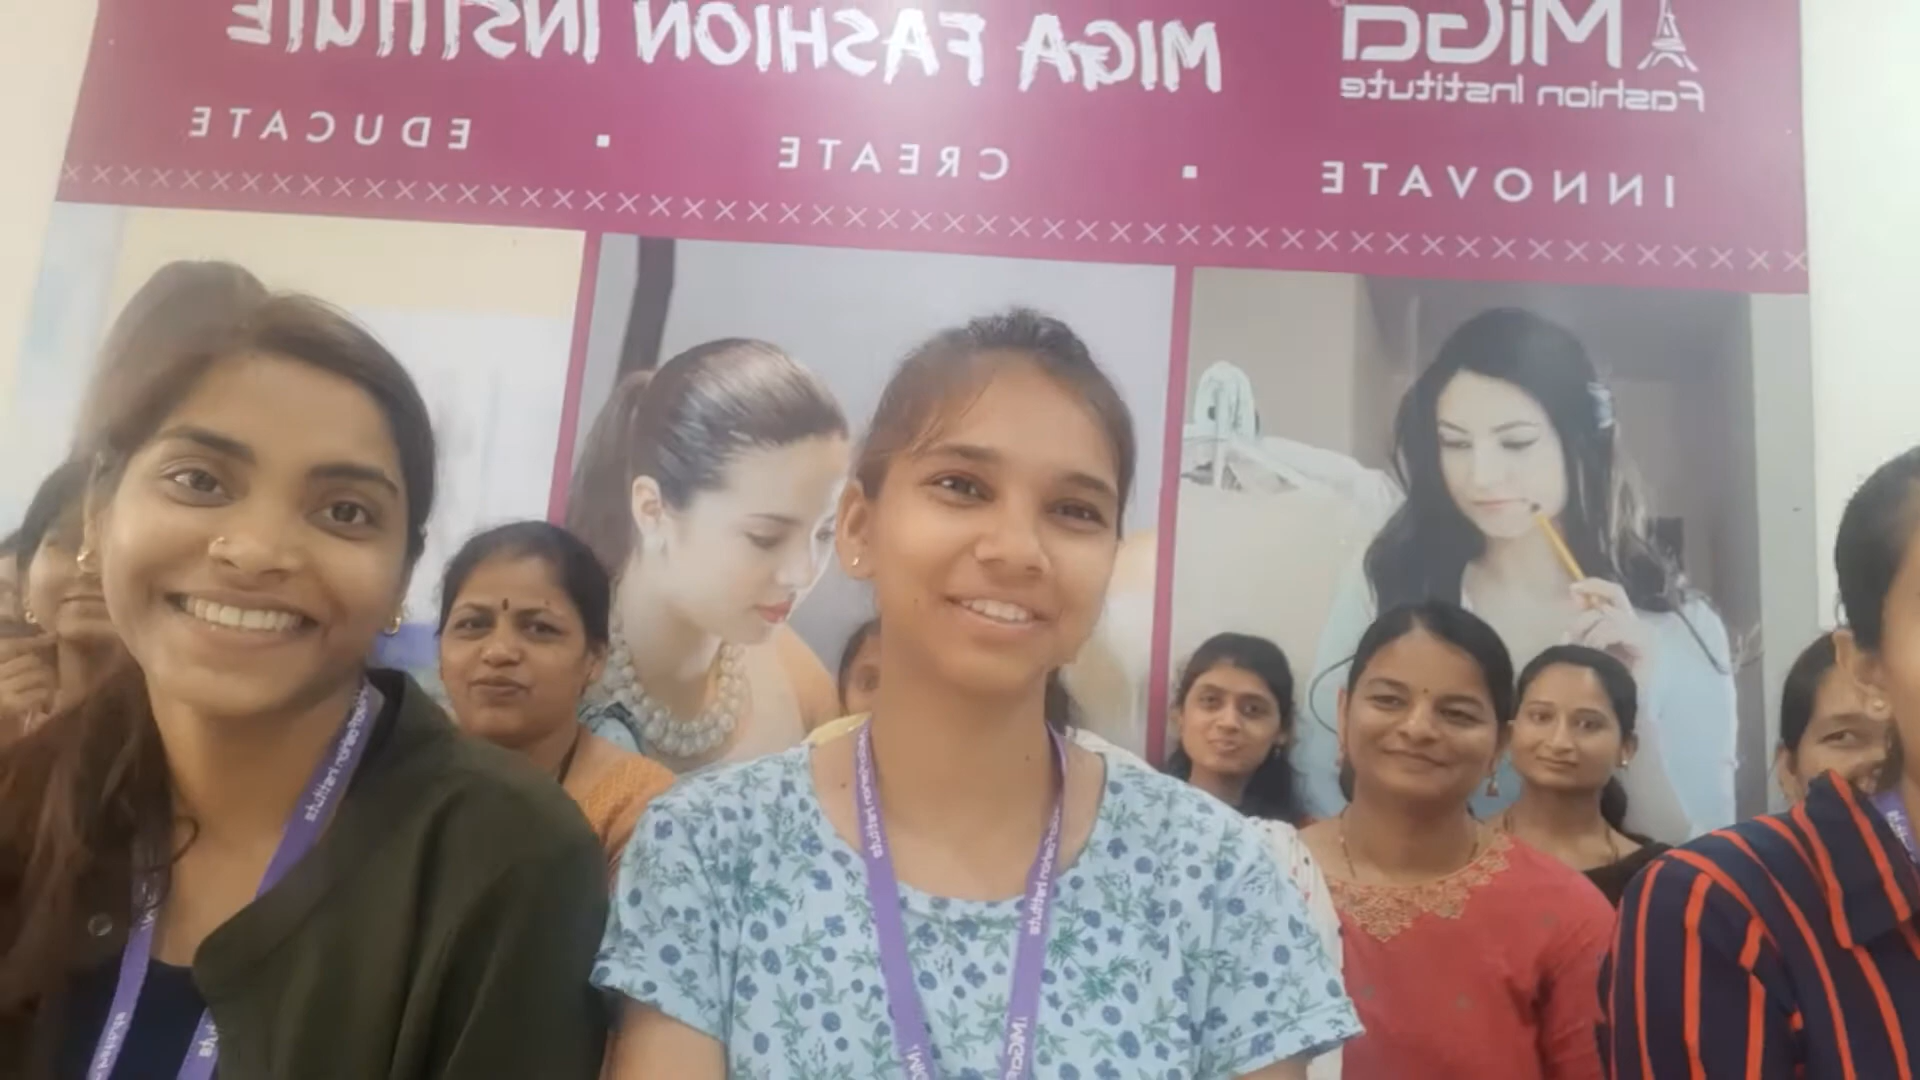 MiGa
Fashion Institute
MIGA FASHION INSTITUTE
INNOVATE . CREATE . EDUCATE